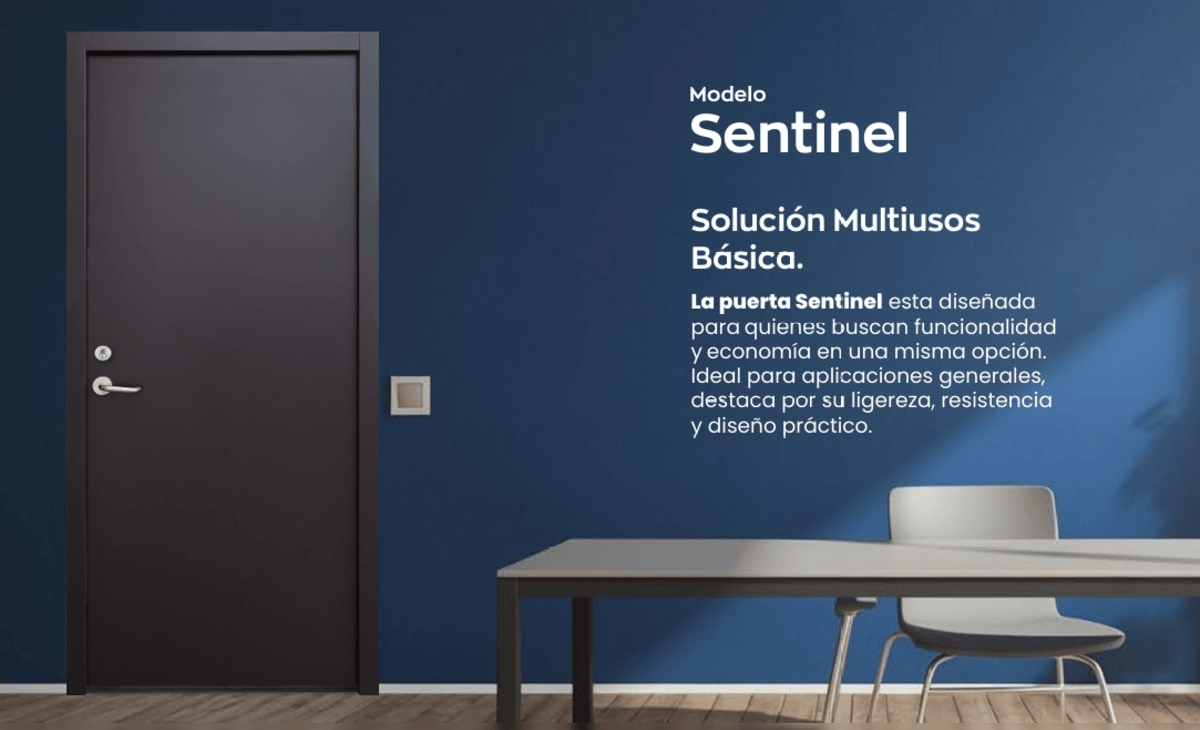 Modelo
Sentinel
Solución Multiusos
Básica.
La puerta Sentinel esta diseñada
para quienes buscan funcionalidad
y economía en una misma opción.
Ideal para aplicaciones generales,
destaca por su ligereza, resistencia
y diseño práctico.